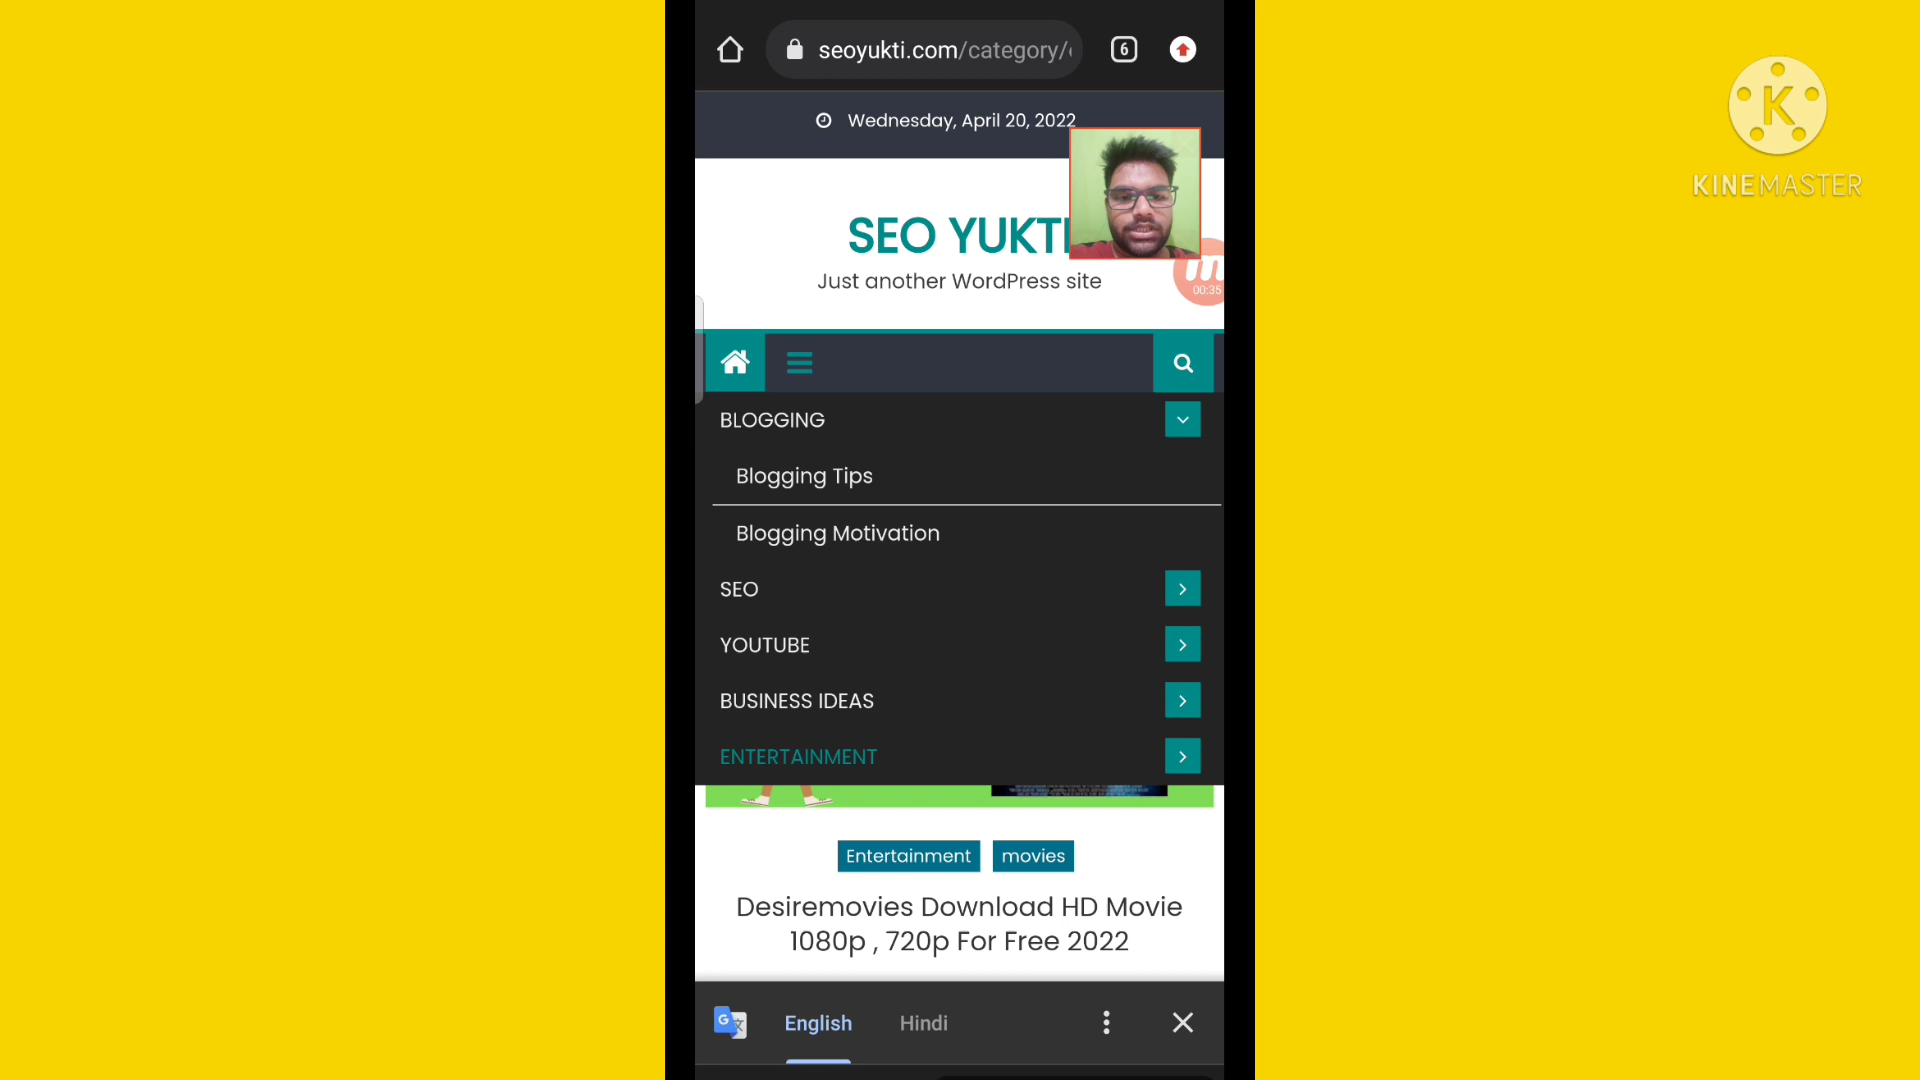 seoyukti.com/category/
6
Wednesday, April 20, 2022
SEO YUKTI
Just another WordPress site
00:35
K
KINEMASTER
BLOGGING
Blogging Tips
Blogging Motivation
SEO
YOUTUBE
BUSINESS IDEAS
ENTERTAINMENT
Entertainment movies
Desiremovies Download HD Movie
1080p , 720p For Free 2022
G 文
English Hindi